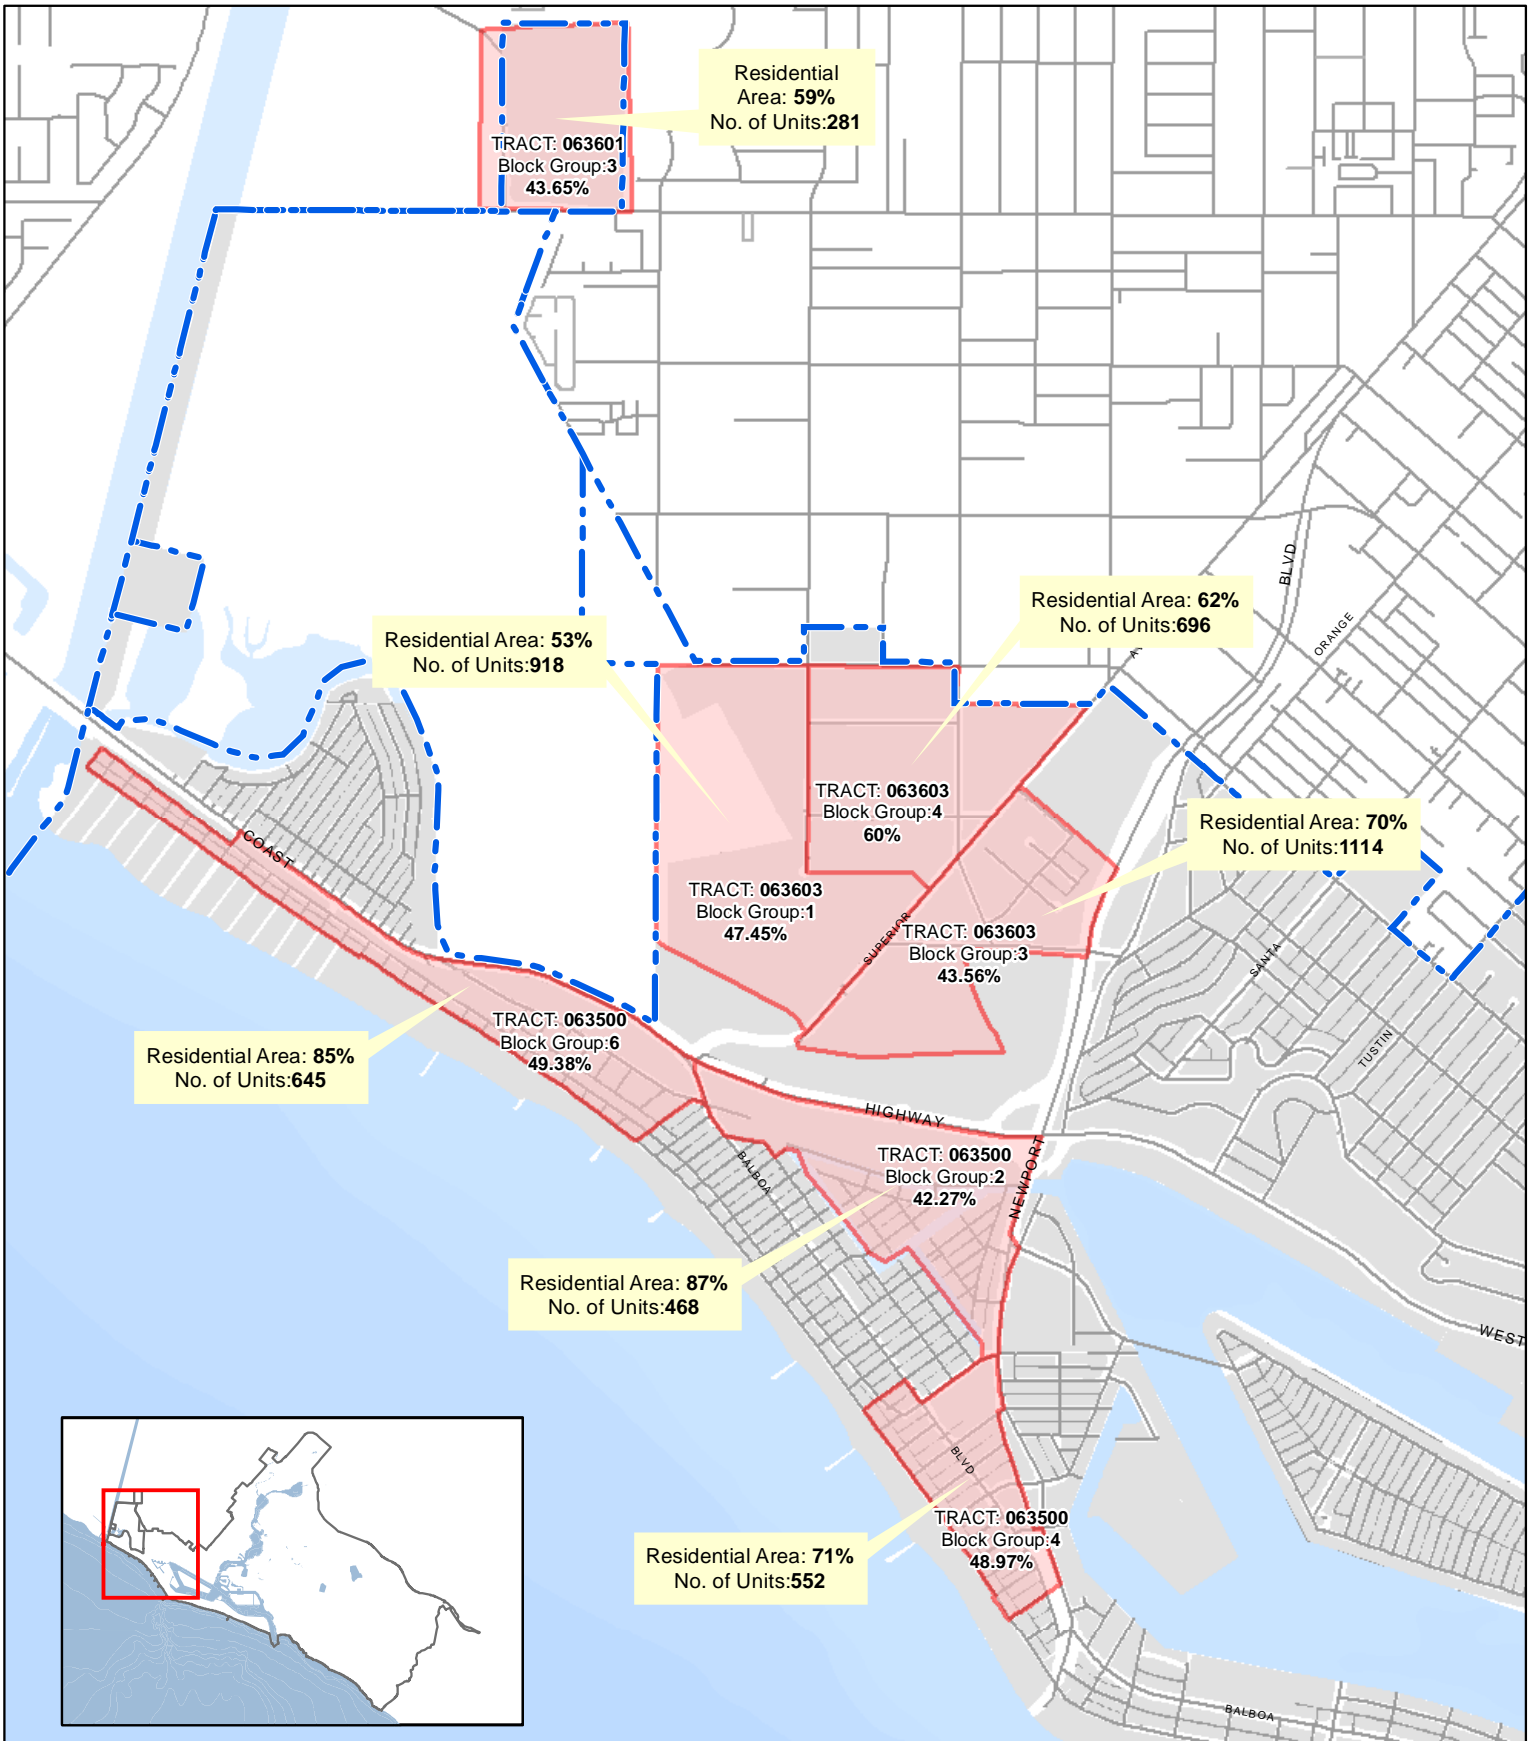 Residential
Area: 59%
No. of Units:281
TRACT: 063601
Block Group:3
43.65%
BLVD
ORANGE
Residential Area: 62%
No. of Units:696
Residential Area: 53%
No. of Units:918
TRACT: 063603
Block Group:4
60%
Residential Area: 70%
No. of Units:1114
COAST
TRACT: 063603
Block Group:1
47.45%
SUPERIOR
TRACT: 063603
Block Group:3
43.56%
SANTA
TUSTIN
TRACT: 063500
Block Group:6
49.38%
Residential Area: 85%
No. of Units:645
HIGHWAY
BALBOA
TRACT: 063500
Block Group:2
42.27%
NEWPORT
Residential Area: 87%
No. of Units:468
WEST
BLVD
TRACT: 063500
Block Group:4
48.97%
Residential Area: 71%
No. of Units:552
BALBOA